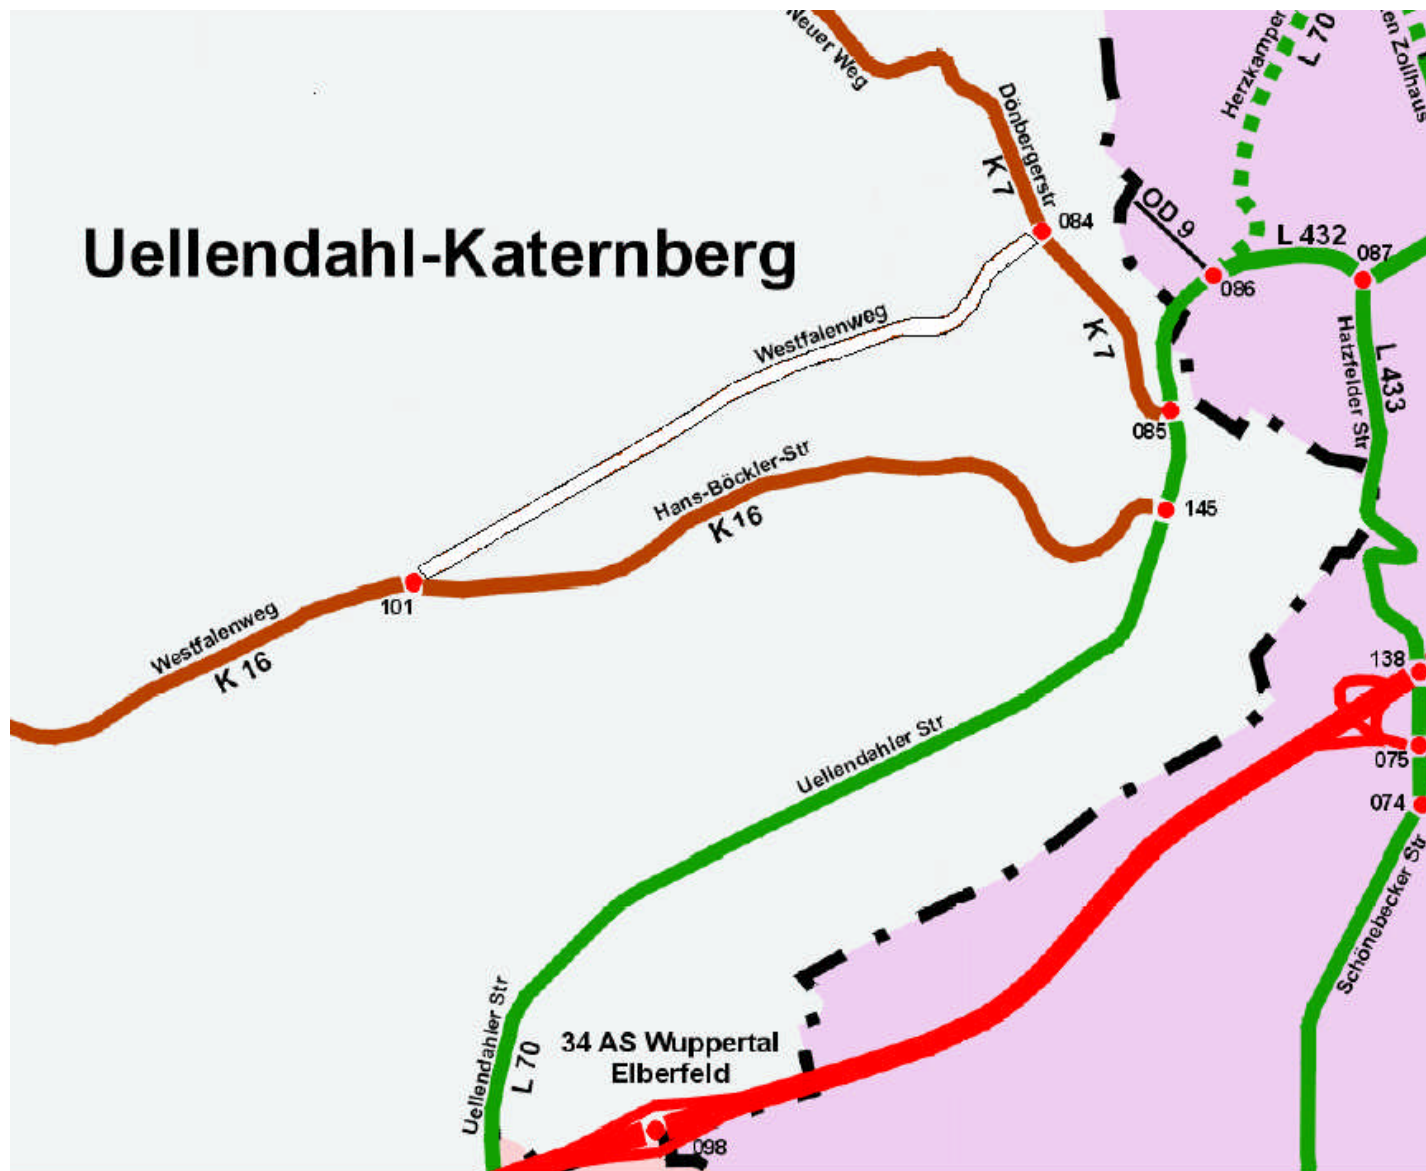 Neuer Weg
Herzkamper
L 70
en Zollhaus
Dönbergerstr
K 7
084
OD 9
L 432
087
086
Uellendahl-Katernberg
Westfalenweg
K 7
Hatzfelder Str
L 433
085
Hans-Böckler-Str
K 16
145
101
Westfalenweg
K 16
138
075
074
Uellendahler Str
Schönebecker Str
Uellendahler Str
L 70
34 AS Wuppertal
Elberfeld
098